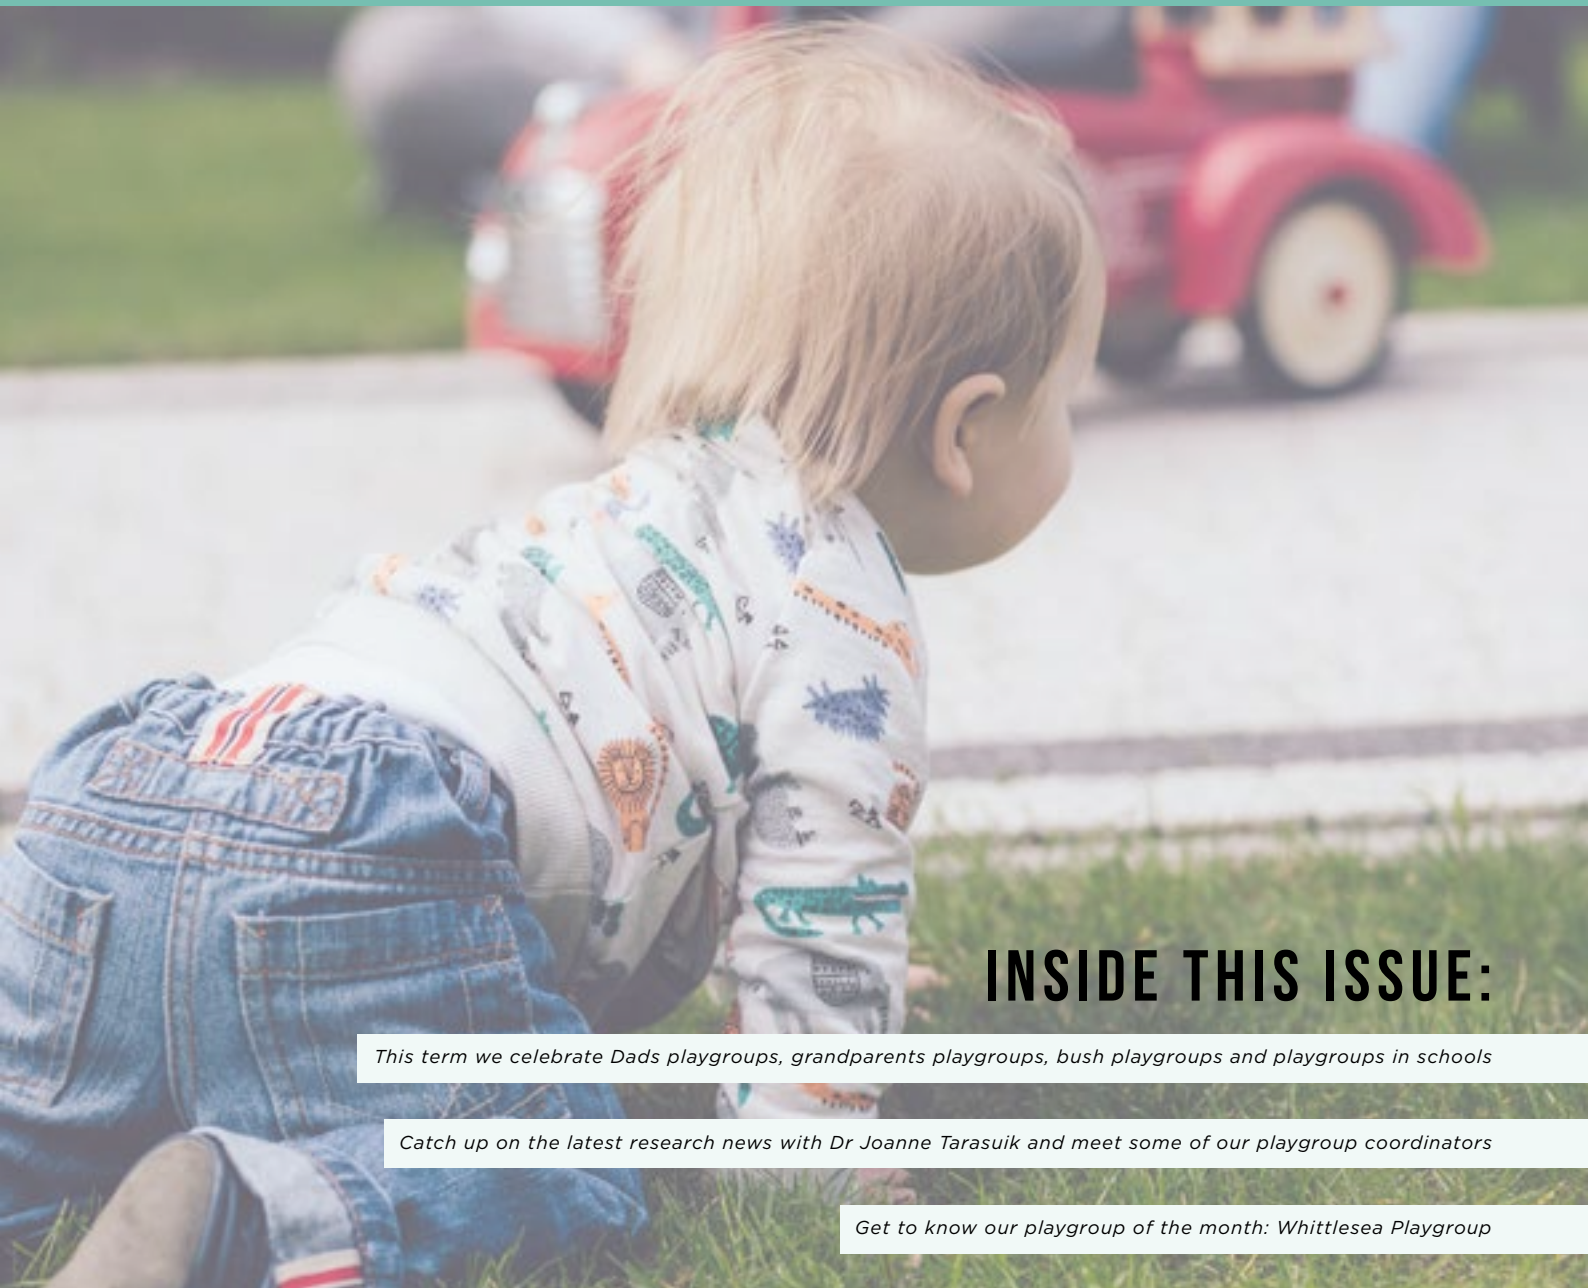 INSIDE THIS ISSUE:
This term we celebrate Dads playgroups, grandparents playgroups, bush playgroups and playgroups in schools
Catch up on the latest research news with Dr Joanne Tarasuik and meet some of our playgroup coordinators
Get to know our playgroup of the month: Whittlesea Playgroup